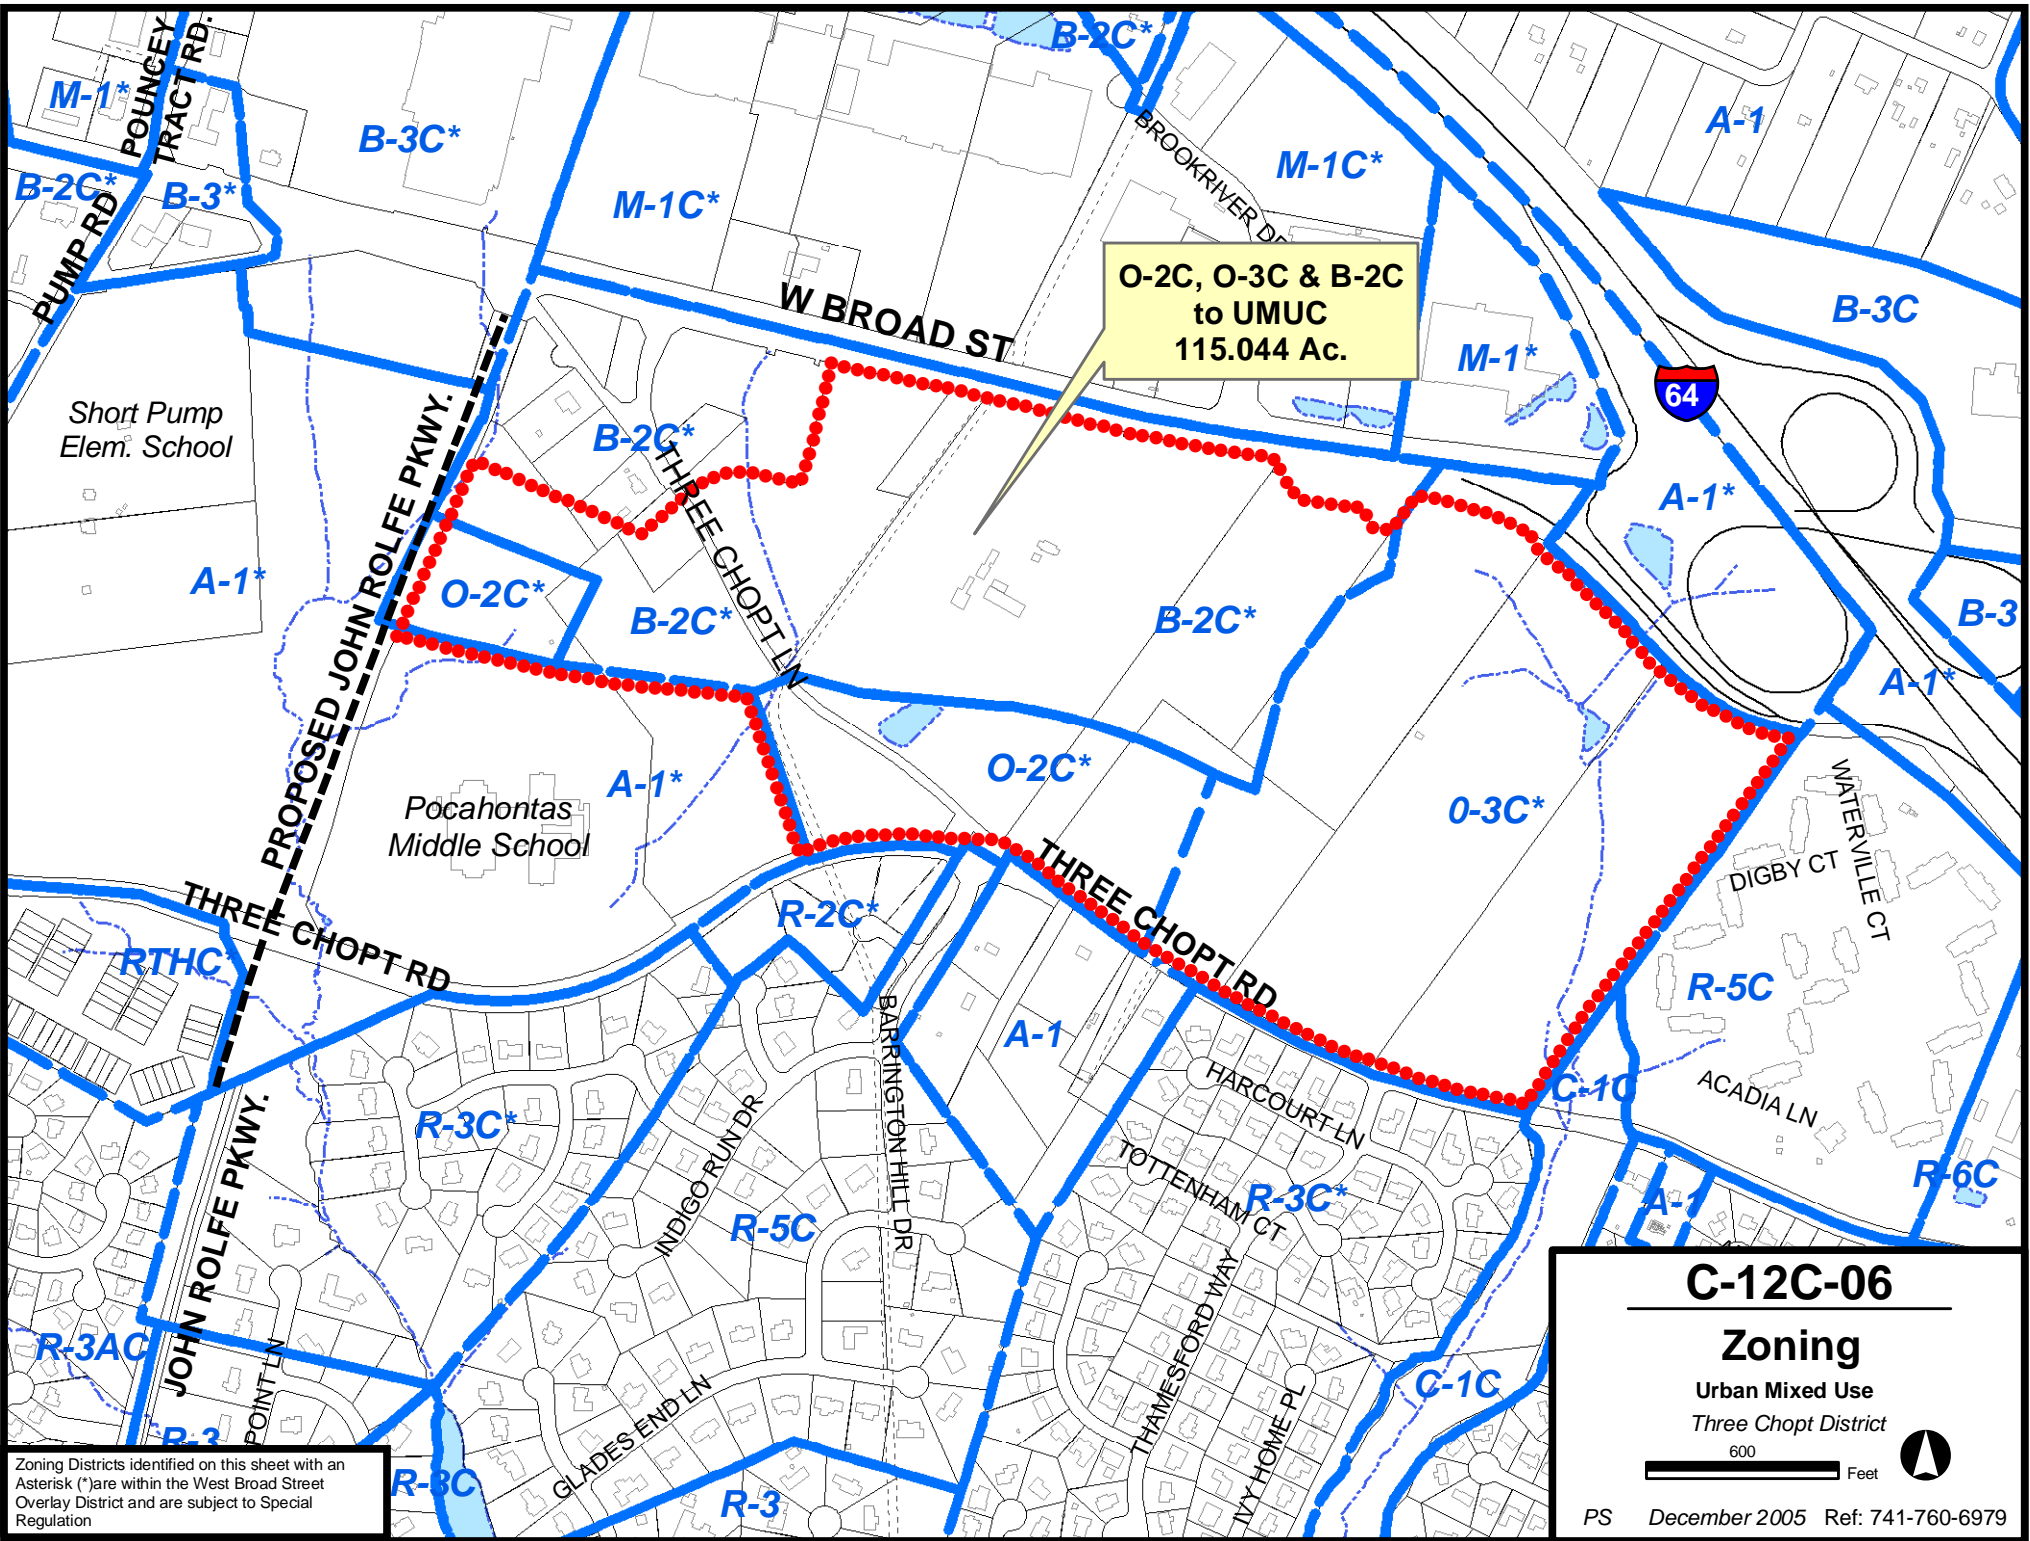 B-2C*
M-1*
POUNCEY
TRACT RD.
B-3C*
A-1
BROOKRIVER DR
M-1C*
B-2C*
B-3*
M-1C*
PUMP RD
O-2C, O-3C & B-2C
to UMUC
115.044 Ac.
W BROAD ST
B-3C
M-1*
64
Short Pump
Elem. School
B-2C*
THREE CHOPT LN
A-1*
PROPOSED JOHN ROLFE PKWY.
A-1*
O-2C*
B-2C*
B-2C*
B-3
A-1*
O-2C*
A-1*
Pocahontas
Middle School
0-3C*
WATERVILLE CT
DIGBY CT
THREE CHOPT RD
THREE CHOPT RD
R-2C*
RTHC*
R-5C
BARRINGTON HILL DR
A-1
HARCOURT LN
C-1C
ACADIA LN
R-3C*
INDIGO RUN DR
TOTTENHAM CT
R-3C*
R-6C
A-1
R-5C
JOHN ROLFE PKWY.
THAMESFORD WAY
R-3AC
POINT LN
C-1C
IVY HOME PL
GLADES END LN
R-3
R-3C
R-3
Zoning Districts identified on this sheet with an
Asterisk (*)are within the West Broad Street
Overlay District and are subject to Special
Regulation
C-12C-06
Zoning
Urban Mixed Use
Three Chopt District
600
Feet
PS December 2005 Ref: 741-760-6979